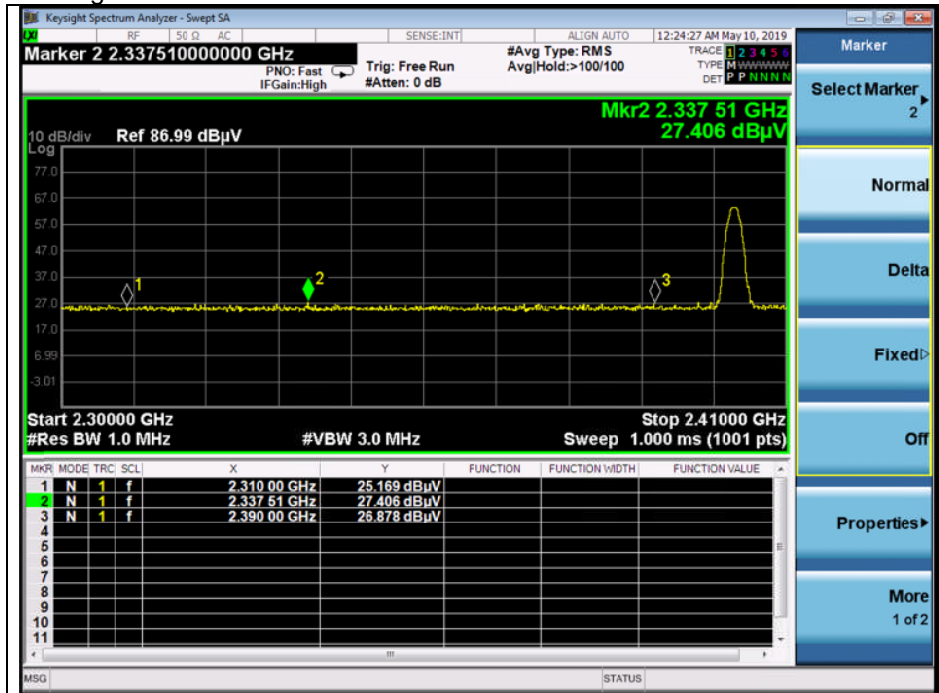 Keysight Spectrum Analyzer - Swept SA
LXI RF 50 Ω AC SENSE:INT ALIGN AUTO 12:24:27 AM May 10, 2019
Marker 2 2.337510000000 GHz
PNO: Fast
IFGain:High
Trig: Free Run
#Atten: 0 dB
#Avg Type: RMS
Avg|Hold:>100/100
TRACE 1 2 3 4 5 6
TYPE M WWWWW
DET P P N N N N
Mkr2 2.337 51 GHz
27.406 dBµV
10 dB/div Ref 86.99 dBµV
Log
77.0
67.0
57.0
47.0
37.0
27.0
17.0
6.99
-3.01
1
2
3
Start 2.30000 GHz Stop 2.41000 GHz
#Res BW 1.0 MHz #VBW 3.0 MHz Sweep 1.000 ms (1001 pts)
MKR MODE TRC SCL X Y FUNCTION FUNCTION WIDTH FUNCTION VALUE
1 N 1 f 2.310 00 GHz 25.169 dBµV
2 N 1 f 2.337 51 GHz 27.406 dBµV
3 N 1 f 2.390 00 GHz 26.878 dBµV
4
5
6
7
8
9
10
11
MSG STATUS
Marker
Select Marker
2
Normal
Delta
Fixed
Off
Properties
More
1 of 2